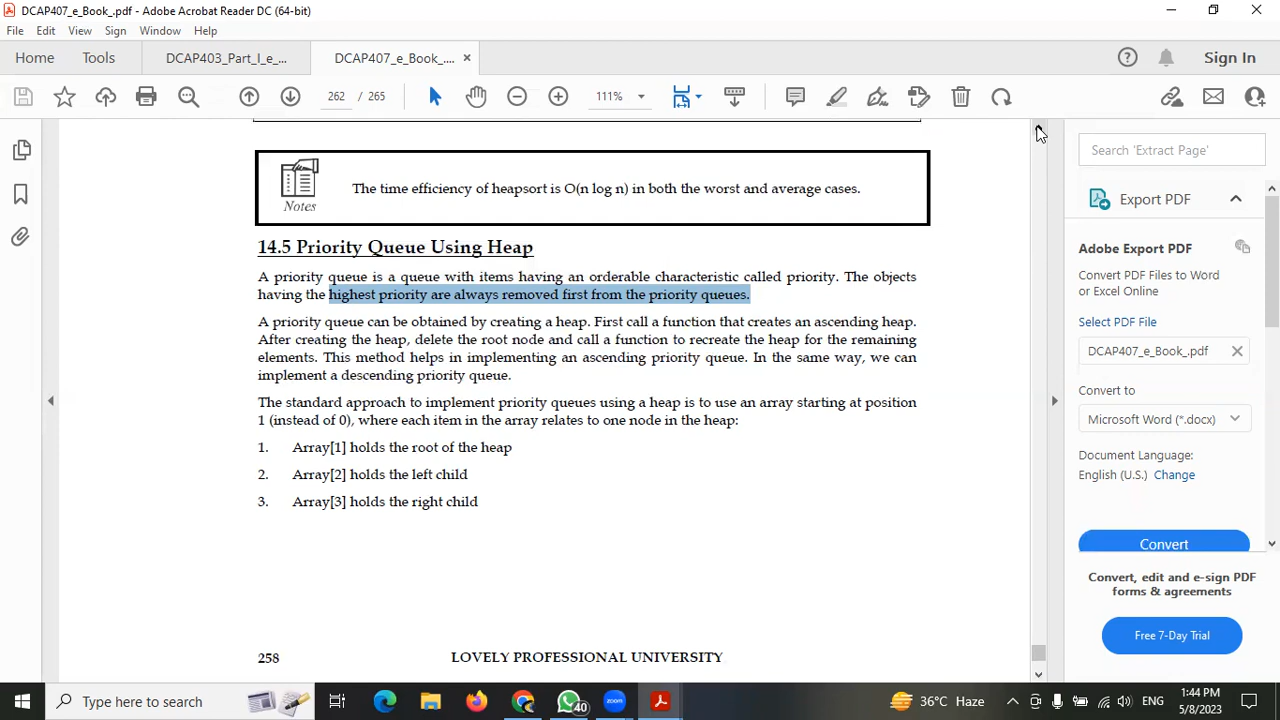 DCAP407_e_Book_.pdf - Adobe Acrobat Reader DC (64-bit)
File Edit View Sign Window Help
Home Tools DCAP403_Part_I_e_... DCAP407_e_Book_.... × Sign In
262 / 265 111%
The time efficiency of heapsort is O(n log n) in both the worst and average cases.
Notes
14.5 Priority Queue Using Heap
A priority queue is a queue with items having an orderable characteristic called priority. The objects
having the highest priority are always removed first from the priority queues.
A priority queue can be obtained by creating a heap. First call a function that creates an ascending heap.
After creating the heap, delete the root node and call a function to recreate the heap for the remaining
elements. This method helps in implementing an ascending priority queue. In the same way, we can
implement a descending priority queue.
The standard approach to implement priority queues using a heap is to use an array starting at position
1 (instead of 0), where each item in the array relates to one node in the heap:
1. Array[1] holds the root of the heap
2. Array[2] holds the left child
3. Array[3] holds the right child
258 LOVELY PROFESSIONAL UNIVERSITY
Search 'Extract Page'
Export PDF
Adobe Export PDF
Convert PDF Files to Word
or Excel Online
Select PDF File
DCAP407_e_Book_.pdf
Convert to
Microsoft Word (*.docx)
Document Language:
English (U.S.) Change
Convert
Convert, edit and e-sign PDF
forms & agreements
Free 7-Day Trial
Type here to search
40
zoom
36°C Haze
ENG
1:44 PM
5/8/2023